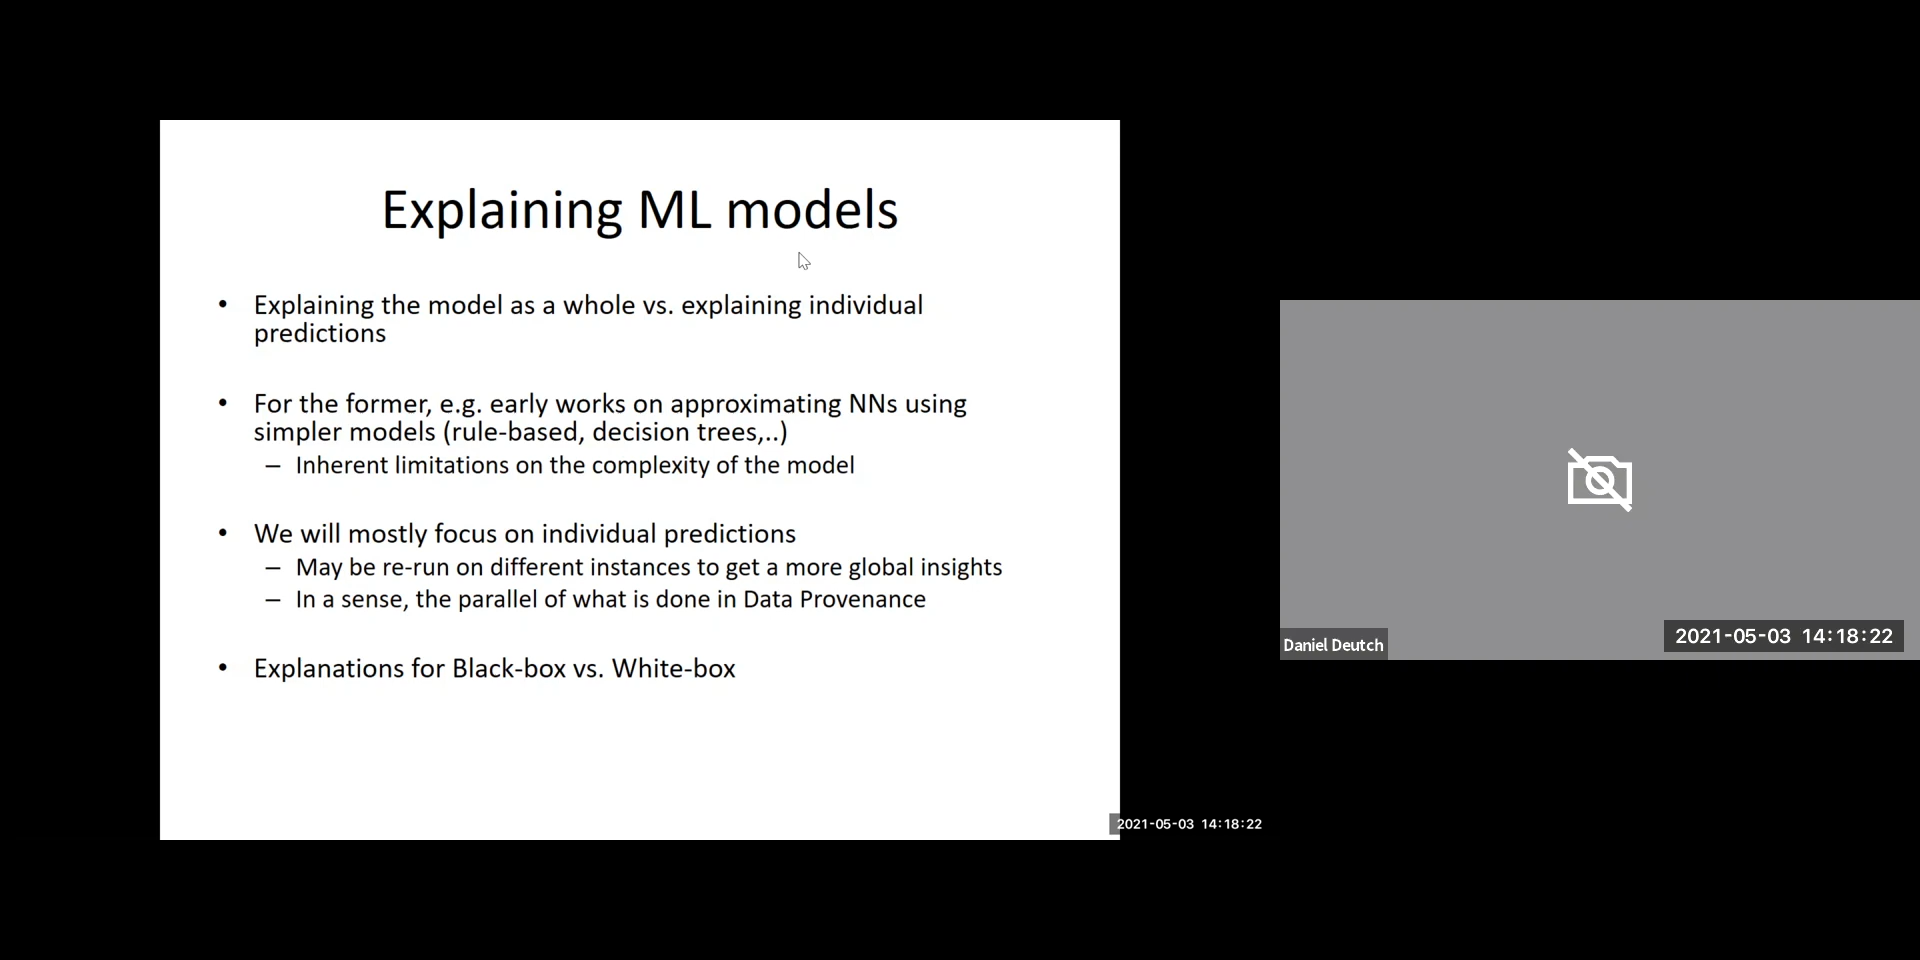 Explaining ML models
• Explaining the model as a whole vs. explaining individual
predictions
• For the former, e.g. early works on approximating NNs using
simpler models (rule-based, decision trees,..)
– Inherent limitations on the complexity of the model
• We will mostly focus on individual predictions
– May be re-run on different instances to get a more global insights
– In a sense, the parallel of what is done in Data Provenance
• Explanations for Black-box vs. White-box
2021-05-03 14:18:22
Daniel Deutch
2021-05-03 14:18:22